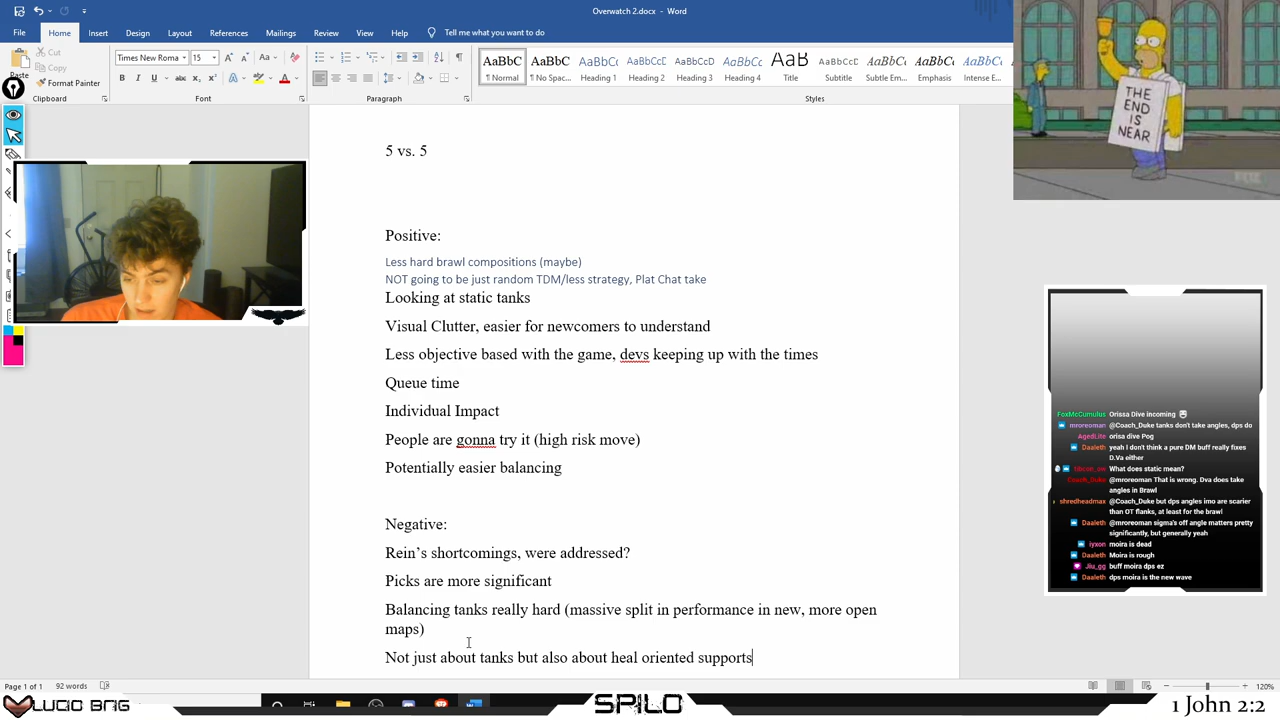 Overwatch 2.docx - Word
File Home Insert Design Layout References Mailings Review View Help Tell me what you want to do
Cut
Copy
Paste
Format Painter
Clipboard
Times New Roma 15
Font
Paragraph
AaBbC AaBbC AaBbC AaBbCcD AaBbCcD AaBbC AaB AaBbCcD AaBbCc AaBbCcD AaBbCc
¶ Normal ¶ No Spac... Heading 1 Heading 2 Heading 3 Heading 4 Title Subtitle Subtle Em... Emphasis Intense E...
Styles
THE
END
IS
NEAR
5 vs. 5
Positive:
Less hard brawl compositions (maybe)
NOT going to be just random TDM/less strategy, Plat Chat take
Looking at static tanks
Visual Clutter, easier for newcomers to understand
Less objective based with the game, devs keeping up with the times
Queue time
Individual Impact
People are gonna try it (high risk move)
Potentially easier balancing
Negative:
Rein's shortcomings, were addressed?
Picks are more significant
Balancing tanks really hard (massive split in performance in new, more open
maps)
Not just about tanks but also about heal oriented supports
FoxMcCumulus Orissa Dive incoming
mroreoman @Coach_Duke tanks don't take angles, dps do
AgedLite orisa dive Pog
Daaleth yeah I don't think a pure DM buff really fixes
D.Va either
What does static mean?
Coach_Duke @mroreoman That is wrong. Dva does take
angles in Brawl
shredheadmax @Coach_Duke but dps angles imo are scarier
than OT flanks, at least for the brawl
Daaleth @mroreoman sigma's off angle matters pretty
significantly, but generally yeah
iyxon moira is dead
Daaleth Moira is rough
Jiu_gg buff moira dps ez
Daaleth dps moira is the new wave
Page 1 of 1 92 words 120%
LUCIO BNG
SPILO
1 John 2:2